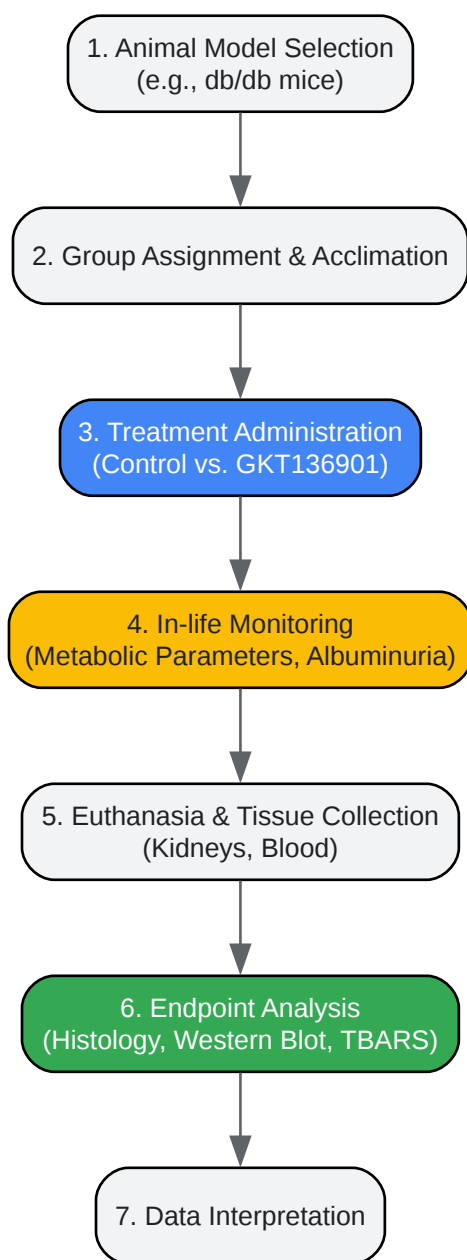 1. Animal Model Selection
(e.g., db/db mice)
2. Group Assignment & Acclimation
3. Treatment Administration
(Control vs. GKT136901)
4. In-life Monitoring
(Metabolic Parameters, Albuminuria)
5. Euthanasia & Tissue Collection
(Kidneys, Blood)
6. Endpoint Analysis
(Histology, Western Blot, TBARS)
7. Data Interpretation